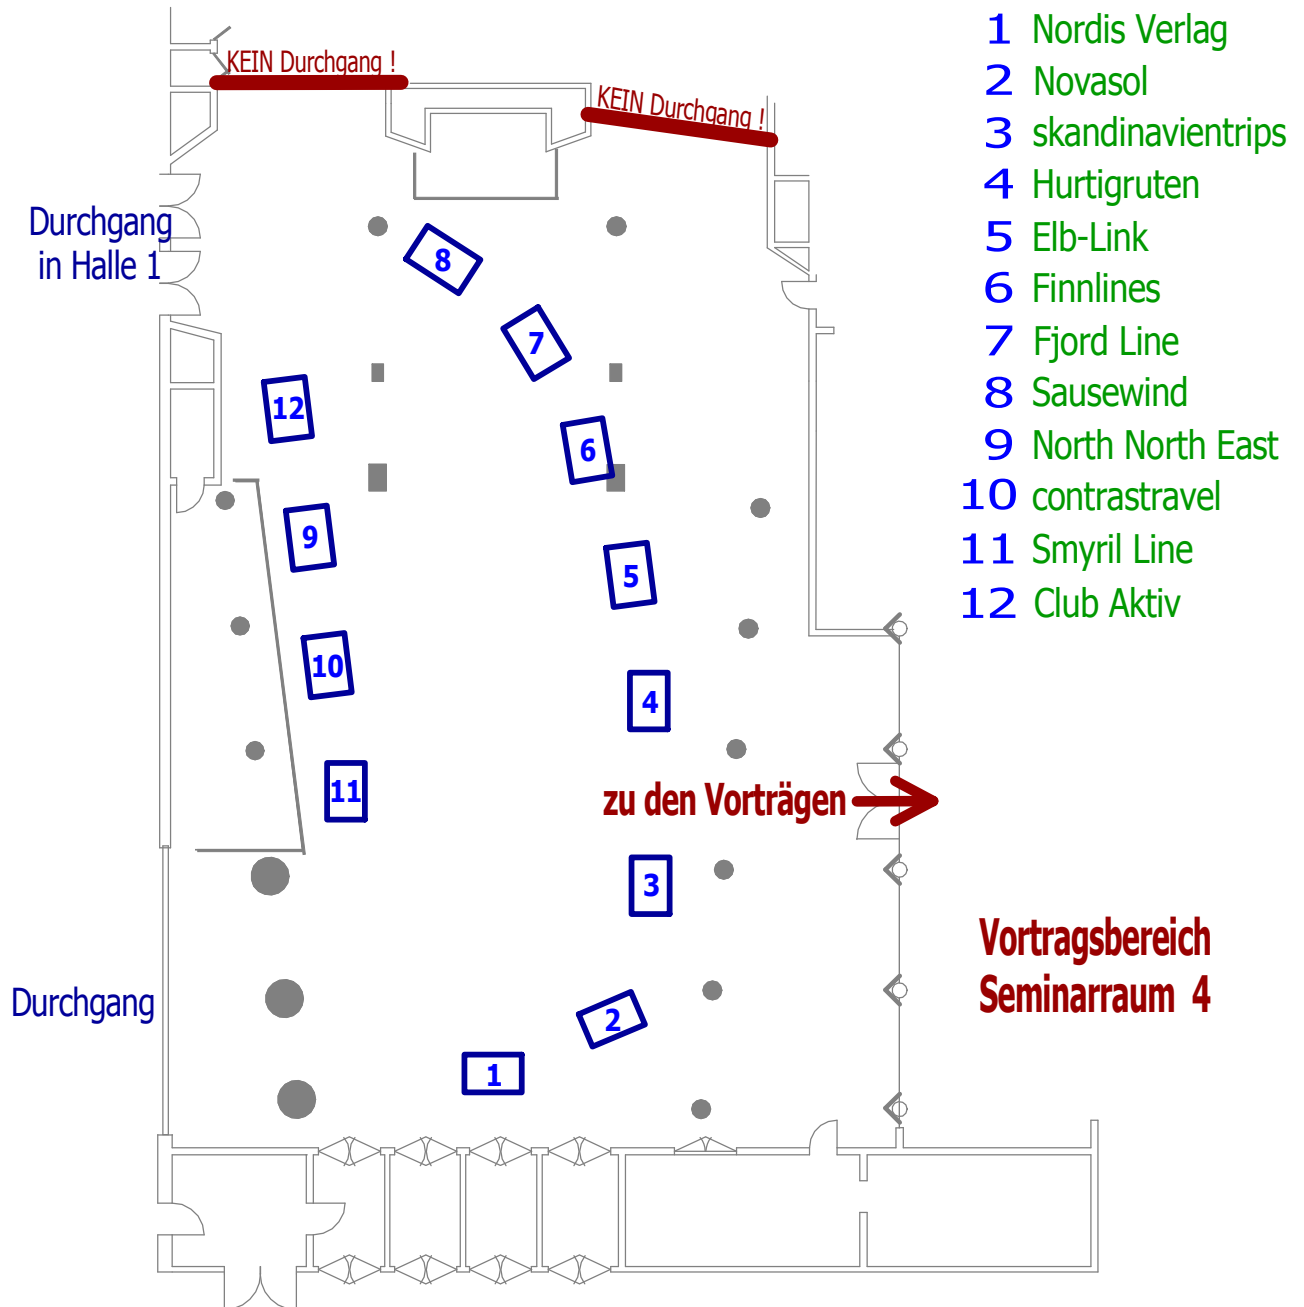 KEIN Durchgang !
KEIN Durchgang !
Durchgang
in Halle 1
8
7
12
6
9
5
10
4
11
zu den Vorträgen
3
Durchgang
2
1
1 Nordis Verlag
2 Novasol
3 skandinavientrips
4 Hurtigruten
5 Elb-Link
6 Finnlines
7 Fjord Line
8 Sausewind
9 North North East
10 contrastravel
11 Smyril Line
12 Club Aktiv
Vortragsbereich
Seminarraum 4